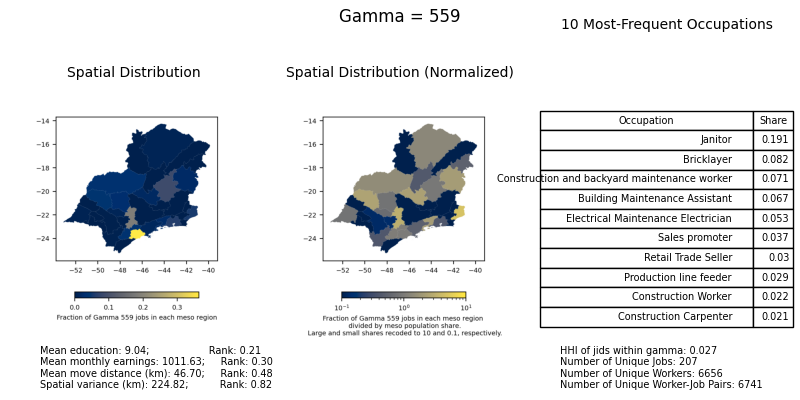 Gamma = 559
10 Most-Frequent Occupations
Spatial Distribution
Spatial Distribution (Normalized)
−14
−16
−18
−20
−22
−24
−52 −50 −48 −46 −44 −42 −40
0.0 0.1 0.2 0.3
Fraction of Gamma 559 jobs in each meso region
−14
−16
−18
−20
−22
−24
−52 −50 −48 −46 −44 −42 −40
10⁻¹ 10⁰ 10¹
Fraction of Gamma 559 jobs in each meso region
divided by meso population share.
Large and small shares recoded to 10 and 0.1, respectively.
Occupation Share
Janitor 0.191
Bricklayer 0.082
Construction and backyard maintenance worker 0.071
Building Maintenance Assistant 0.067
Electrical Maintenance Electrician 0.053
Sales promoter 0.037
Retail Trade Seller 0.03
Production line feeder 0.029
Construction Worker 0.022
Construction Carpenter 0.021
Mean education: 9.04; Rank: 0.21
Mean monthly earnings: 1011.63; Rank: 0.30
Mean move distance (km): 46.70; Rank: 0.48
Spatial variance (km): 224.82; Rank: 0.82
HHI of jids within gamma: 0.027
Number of Unique Jobs: 207
Number of Unique Workers: 6656
Number of Unique Worker-Job Pairs: 6741